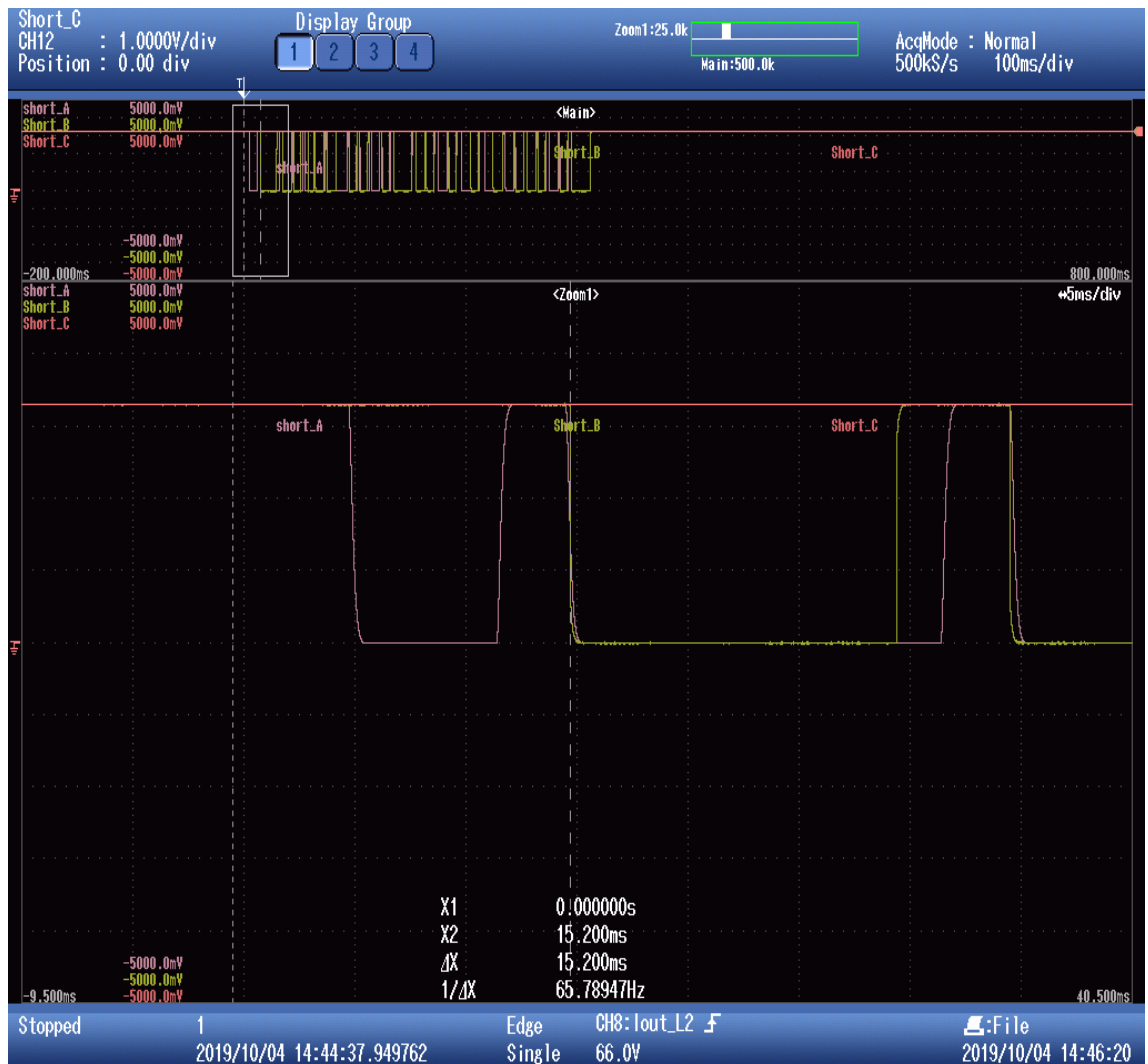 Short_C
CH12 : 1.0000V/div
Position : 0.00 div
Display Group
1 2 3 4
Zoom1:25.0k
Main:500.0k
AcqMode : Normal
500kS/s 100ms/div
T
short_A 5000.0mV
Short_B 5000.0mV
Short_C 5000.0mV
<Main>
short_A
Short_B
Short_C
-5000.0mV
-5000.0mV
-200.000ms -5000.0mV
800.000ms
short_A 5000.0mV
Short_B 5000.0mV
Short_C 5000.0mV
<Zoom1>
5ms/div
short_A
Short_B
Short_C
X1 0.000000s
X2 15.200ms
ΔX 15.200ms
1/ΔX 65.78947Hz
-5000.0mV
-5000.0mV
-9.500ms -5000.0mV
40.500ms
Stopped 1
2019/10/04 14:44:37.949762
Edge CH8:Iout_L2
Single 66.0V
:File
2019/10/04 14:46:20